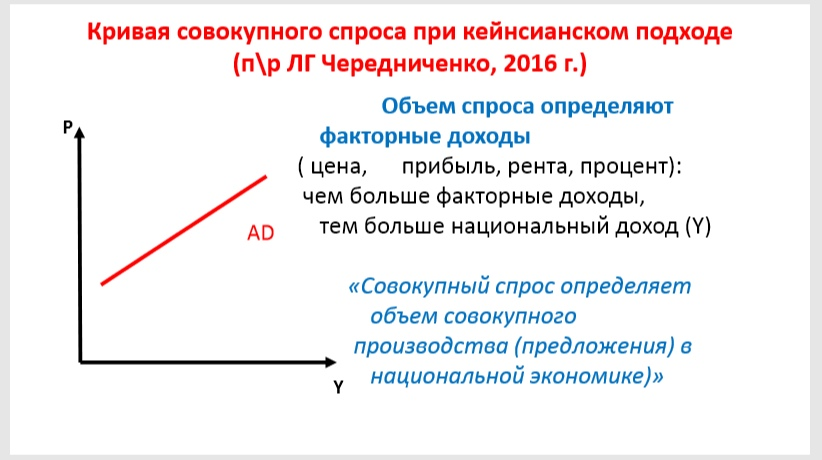 Кривая совокупного спроса при кейнсианском подходе
(п\р ЛГ Чередниченко, 2016 г.)
Объем спроса определяют
факторные доходы
( цена, прибыль, рента, процент):
чем больше факторные доходы,
тем больше национальный доход (Y)
«Совокупный спрос определяет
объем совокупного
производства (предложения) в
национальной экономике)»
P
AD
Y